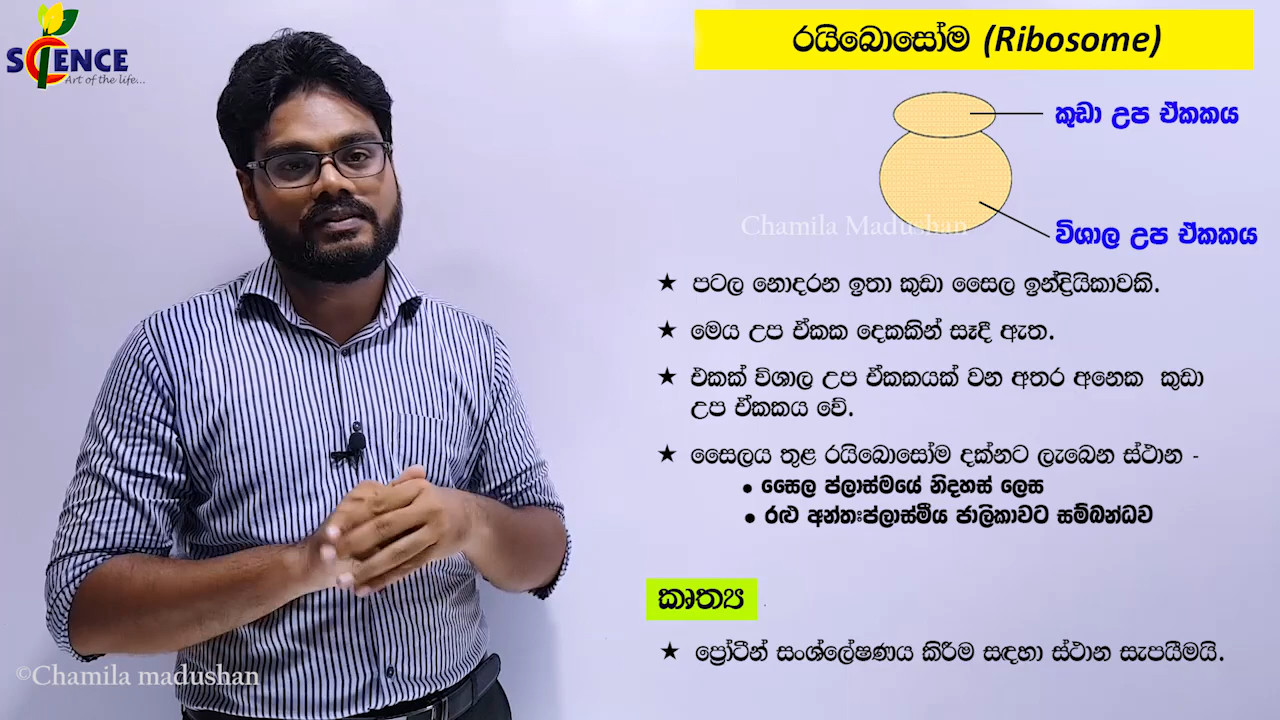 SCIENCE
Art of the life...
රයිබොසෝම (Ribosome)
කුඩා උප ඒකකය
Chamila Madushan
විශාල උප ඒකකය
★ පටල නොදරන ඉතා කුඩා සෛල ඉන්ද්‍රියිකාවකි.
★ මෙය උප ඒකක දෙකකින් සෑදී ඇත.
★ එකක් විශාල උප ඒකකයක් වන අතර අනෙක කුඩා
උප ඒකකය වේ.
★ සෛලය තුළ රයිබොසෝම දක්නට ලැබෙන ස්ථාන -
• සෛල ප්ලාස්මයේ නිදහස් ලෙස
• රළු අන්තඃප්ලාස්මීය ජාලිකාවට සම්බන්ධව
කෘත්‍ය
★ ප්‍රෝටීන් සංශ්ලේෂණය කිරීම සඳහා ස්ථාන සැපයීමයි.
©Chamila madushan